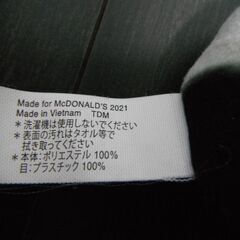 Made for McDONALD'S 2021
Made in Vietnam TDM
＊洗濯機は使用しないでください
＊表面の汚れはタオル等で
拭き取ってください
＊本体:ポリエステル 100%
目:プラスチック 100%